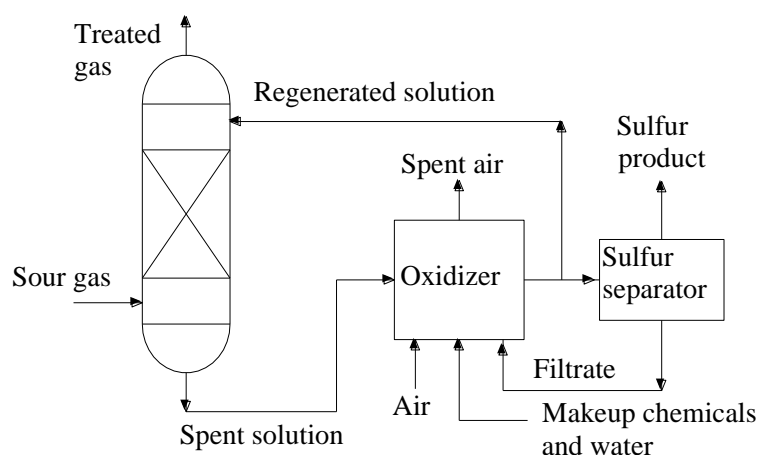 Treated
gas
Regenerated solution
Sulfur
product
Spent air
Sour gas
Oxidizer
Sulfur
separator
Filtrate
Air
Makeup chemicals
and water
Spent solution